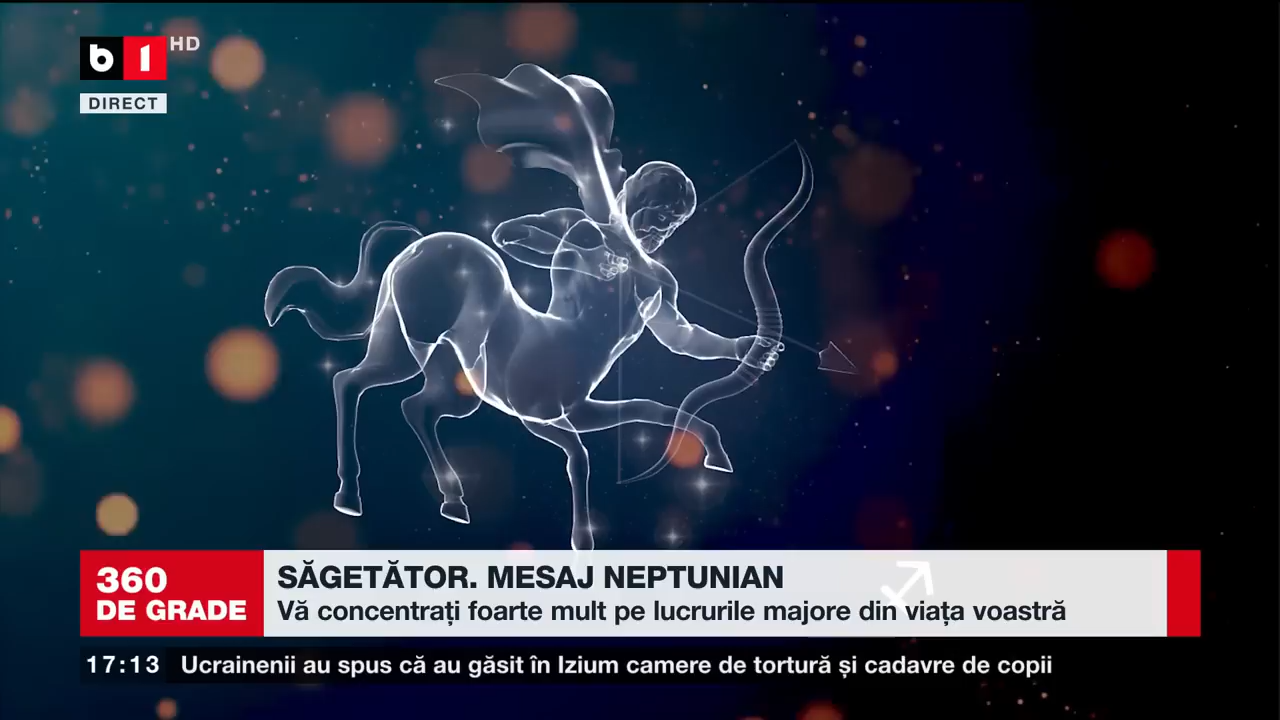 b1 HD
DIRECT
360
DE GRADE
SĂGETĂTOR. MESAJ NEPTUNIAN
Vă concentrați foarte mult pe lucrurile majore din viața voastră
17:13 Ucrainenii au spus că au găsit în Izium camere de tortură și cadavre de copii